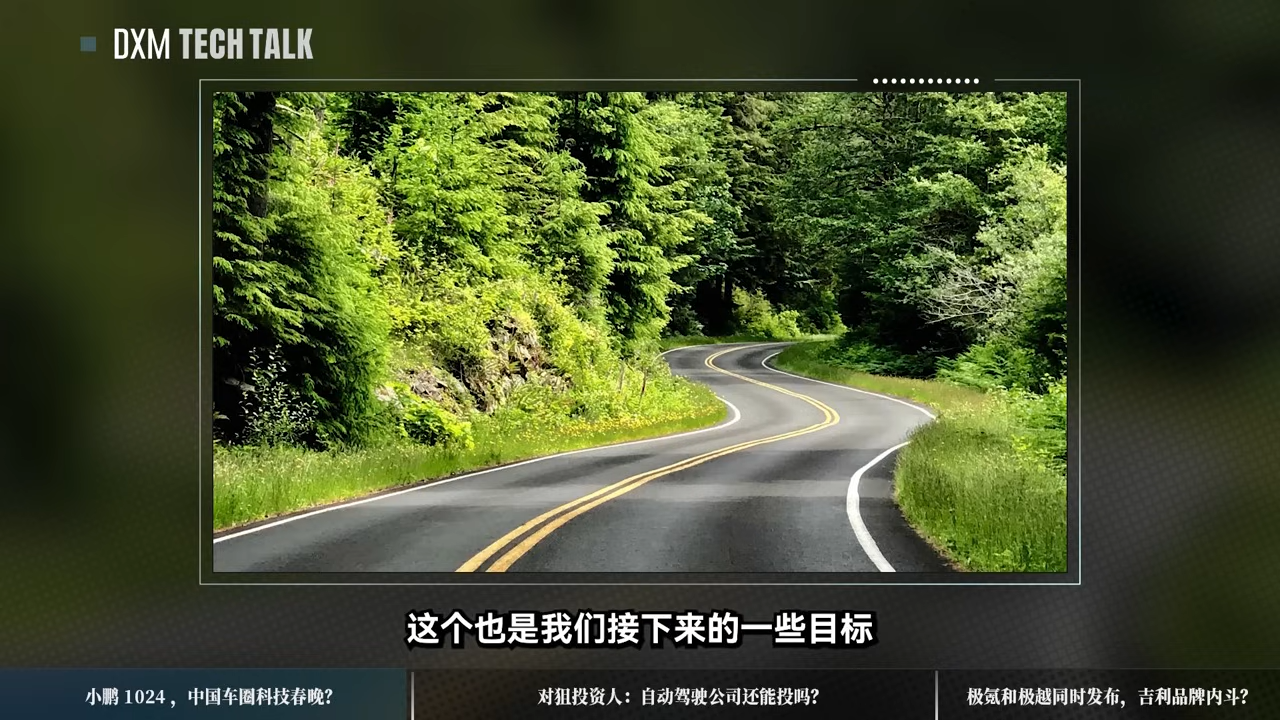 DXM TECH TALK
这个也是我们接下来的一些目标
小鹏 1024，中国车圈科技春晚？
对狙投资人：自动驾驶公司还能投吗？
极氪和极越同时发布，吉利品牌内斗？